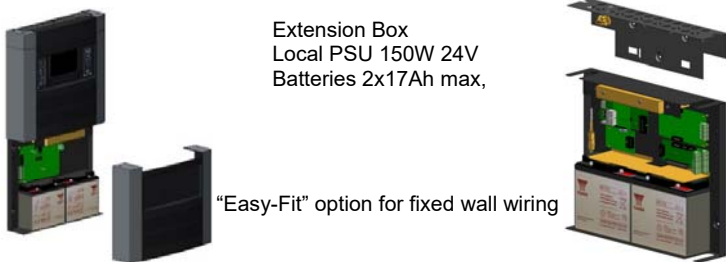 Extension Box
Local PSU 150W 24V
Batteries 2x17Ah max,
“Easy-Fit” option for fixed wall wiring